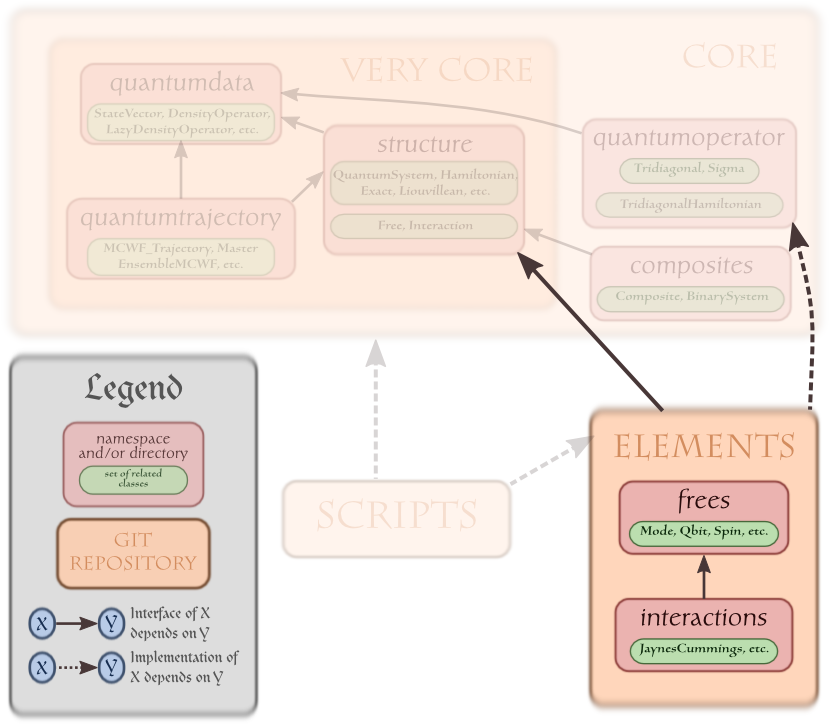 CORE
VERY CORE
quantumdata
StateVector, DensityOperator,
LazyDensityOperator, etc.
structure
QuantumSystem, Hamiltonian,
Exact, Liouvillean, etc.
Free, Interaction
quantumtrajectory
MCWF_Trajectory, Master
EnsembleMCWF, etc.
quantumoperator
Tridiagonal, Sigma
TridiagonalHamiltonian
composites
Composite, BinarySystem
Legend
namespace
and/or directory
set of related
classes
GIT
REPOSITORY
X
Y
Interface of X
depends on Y
X
Y
Implementation of
X depends on Y
SCRIPTS
ELEMENTS
frees
Mode, Qbit, Spin, etc.
interactions
JaynesCummings, etc.